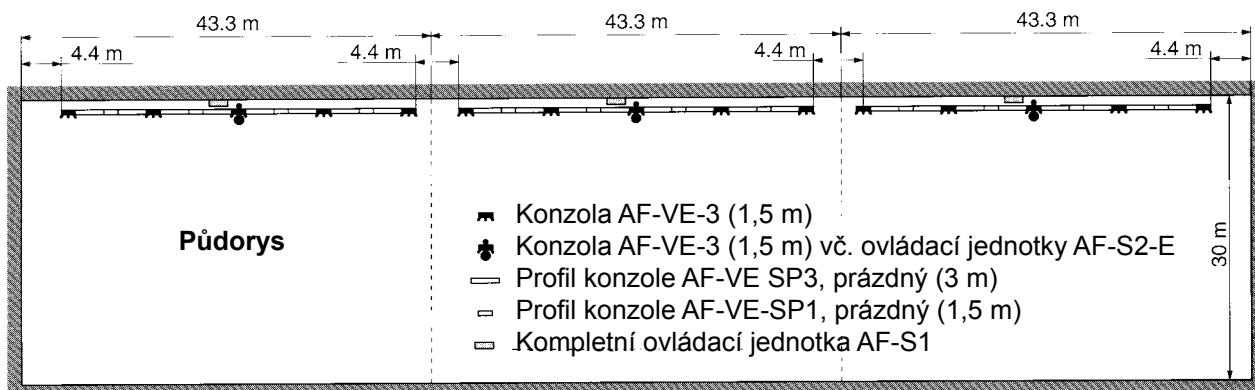 43.3 m 43.3 m 43.3 m
4.4 m 4.4 m 4.4 m 4.4 m
Konzola AF-VE-3 (1,5 m)
Půdorys
Konzola AF-VE-3 (1,5 m) vč. ovládací jednotky AF-S2-E
Profil konzole AF-VE SP3, prázdný (3 m)
Profil konzole AF-VE-SP1, prázdný (1,5 m)
Kompletní ovládací jednotka AF-S1
30 m